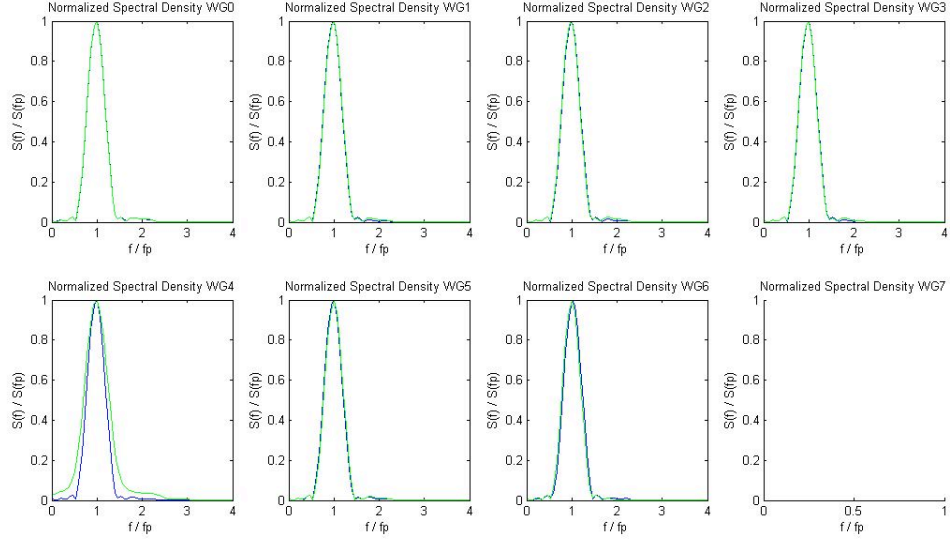 Normalized Spectral Density WG0
1
0.8
0.6
0.4
0.2
0
S(f) / S(fp)
0 1 2 3 4
f / fp
Normalized Spectral Density WG1
1
0.8
0.6
0.4
0.2
0
S(f) / S(fp)
0 1 2 3 4
f / fp
Normalized Spectral Density WG2
1
0.8
0.6
0.4
0.2
0
S(f) / S(fp)
0 1 2 3 4
f / fp
Normalized Spectral Density WG3
1
0.8
0.6
0.4
0.2
0
S(f) / S(fp)
0 1 2 3 4
f / fp
Normalized Spectral Density WG4
1
0.8
0.6
0.4
0.2
0
S(f) / S(fp)
0 1 2 3 4
f / fp
Normalized Spectral Density WG5
1
0.8
0.6
0.4
0.2
0
S(f) / S(fp)
0 1 2 3 4
f / fp
Normalized Spectral Density WG6
1
0.8
0.6
0.4
0.2
0
S(f) / S(fp)
0 1 2 3 4
f / fp
Normalized Spectral Density WG7
1
0.8
0.6
0.4
0.2
0
S(f) / S(fp)
0 0.5 1
f / fp